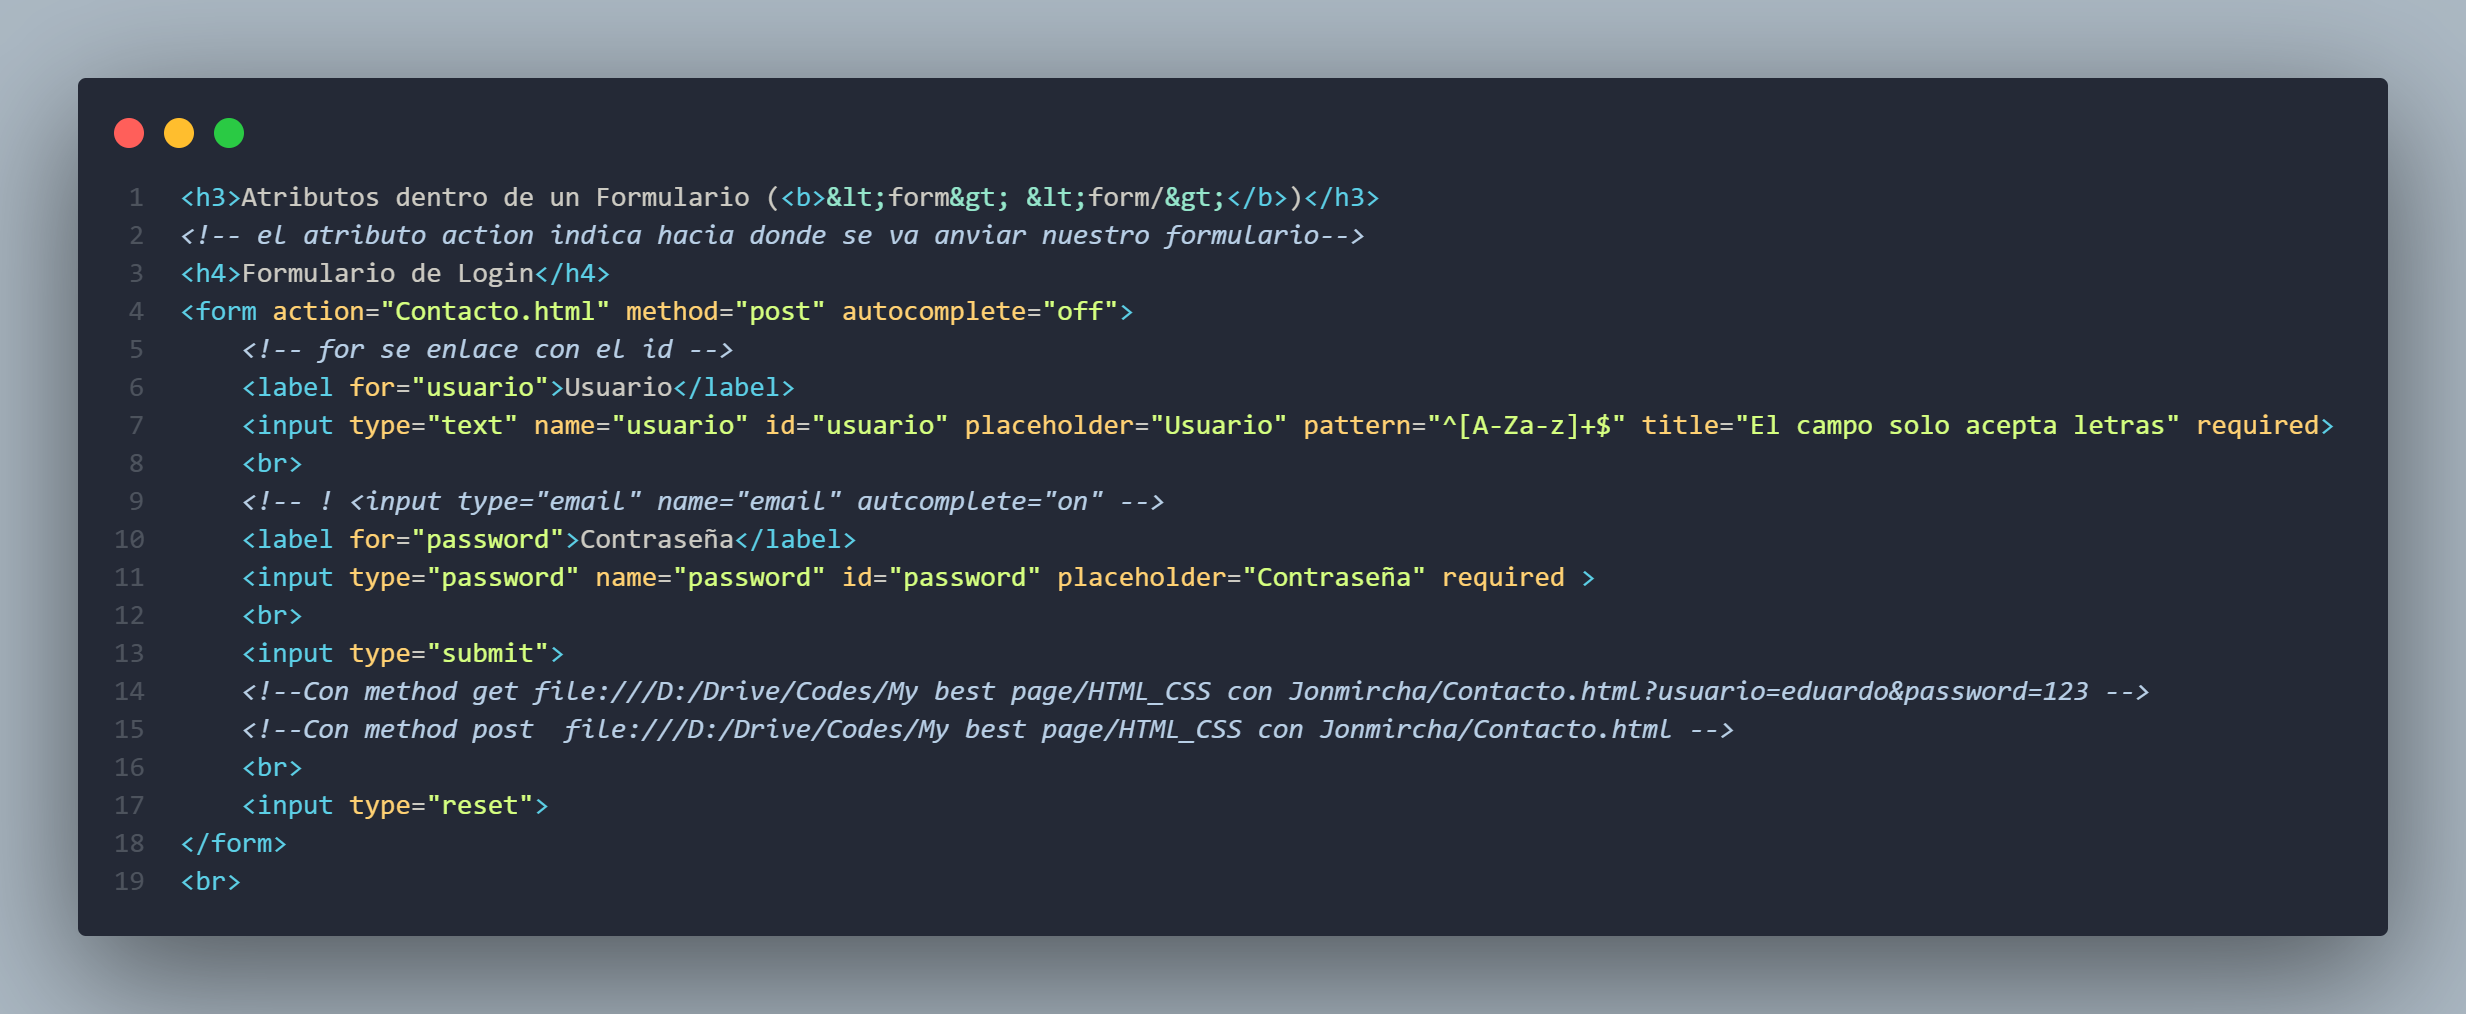 1 <h3>Atributos dentro de un Formulario (<b>&lt;form&gt; &lt;form/&gt;</b>)</h3>
2 <!-- el atributo action indica hacia donde se va anviar nuestro formulario-->
3 <h4>Formulario de Login</h4>
4 <form action="Contacto.html" method="post" autocomplete="off">
5     <!-- for se enlace con el id -->
6     <label for="usuario">Usuario</label>
7     <input type="text" name="usuario" id="usuario" placeholder="Usuario" pattern="^[A-Za-z]+$" title="El campo solo acepta letras" required>
8     <br>
9     <!-- ! <input type="email" name="email" autcomplete="on" -->
10     <label for="password">Contraseña</label>
11     <input type="password" name="password" id="password" placeholder="Contraseña" required >
12     <br>
13     <input type="submit">
14     <!--Con method get file:///D:/Drive/Codes/My best page/HTML_CSS con Jonmircha/Contacto.html?usuario=eduardo&password=123 -->
15     <!--Con method post  file:///D:/Drive/Codes/My best page/HTML_CSS con Jonmircha/Contacto.html -->
16     <br>
17     <input type="reset">
18 </form>
19 <br>